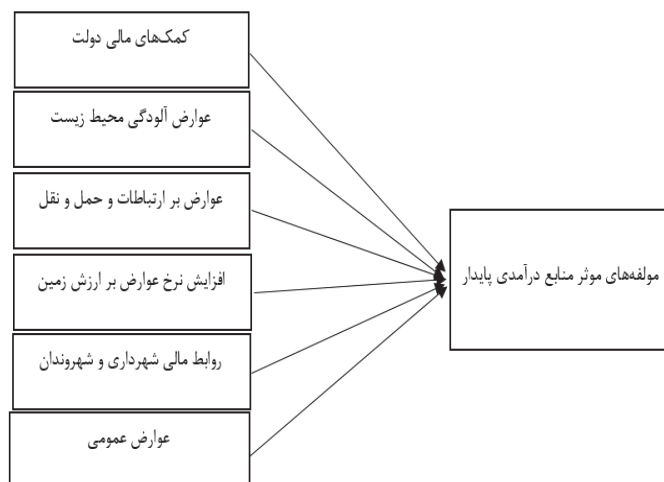 کمک‌های مالی دولت
عوارض آلودگی محیط زیست
عوارض بر ارتباطات و حمل و نقل
افزایش نرخ عوارض بر ارزش زمین
روابط مالی شهرداری و شهروندان
عوارض عمومی
مولفه‌های موثر منابع درآمدی پایدار